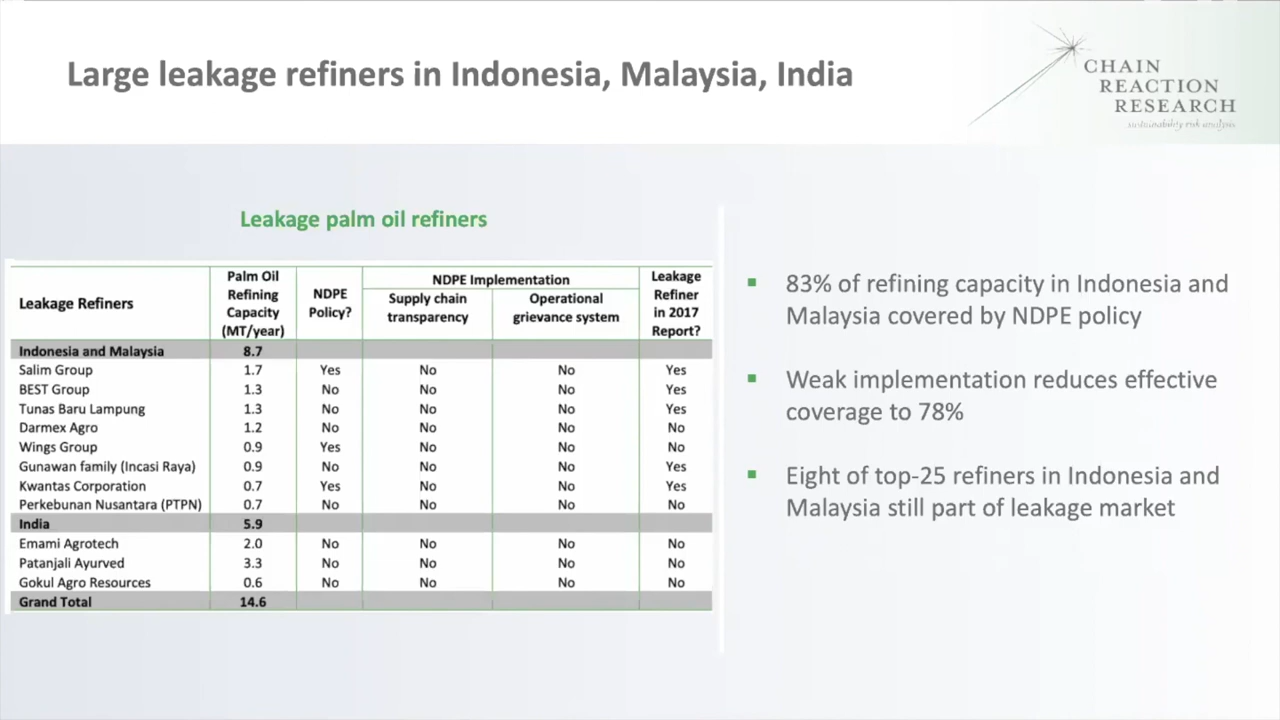 Large leakage refiners in Indonesia, Malaysia, India
CHAIN
REACTION
RESEARCH
sustainability risk analysis
Leakage palm oil refiners
Leakage Refiners | Palm Oil Refining Capacity (MT/year) | NDPE Policy? | NDPE Implementation | Leakage Refiner in 2017 Report?
Supply chain transparency | Operational grievance system
Indonesia and Malaysia 8.7
Salim Group 1.7 Yes No No Yes
BEST Group 1.3 No No No Yes
Tunas Baru Lampung 1.3 No No No Yes
Darmex Agro 1.2 No No No No
Wings Group 0.9 Yes No No No
Gunawan family (Incasi Raya) 0.9 No No No Yes
Kwantas Corporation 0.7 Yes No No Yes
Perkebunan Nusantara (PTPN) 0.7 No No No No
India 5.9
Emami Agrotech 2.0 No No No No
Patanjali Ayurved 3.3 No No No No
Gokul Agro Resources 0.6 No No No No
Grand Total 14.6
▪ 83% of refining capacity in Indonesia and
Malaysia covered by NDPE policy
▪ Weak implementation reduces effective
coverage to 78%
▪ Eight of top-25 refiners in Indonesia and
Malaysia still part of leakage market